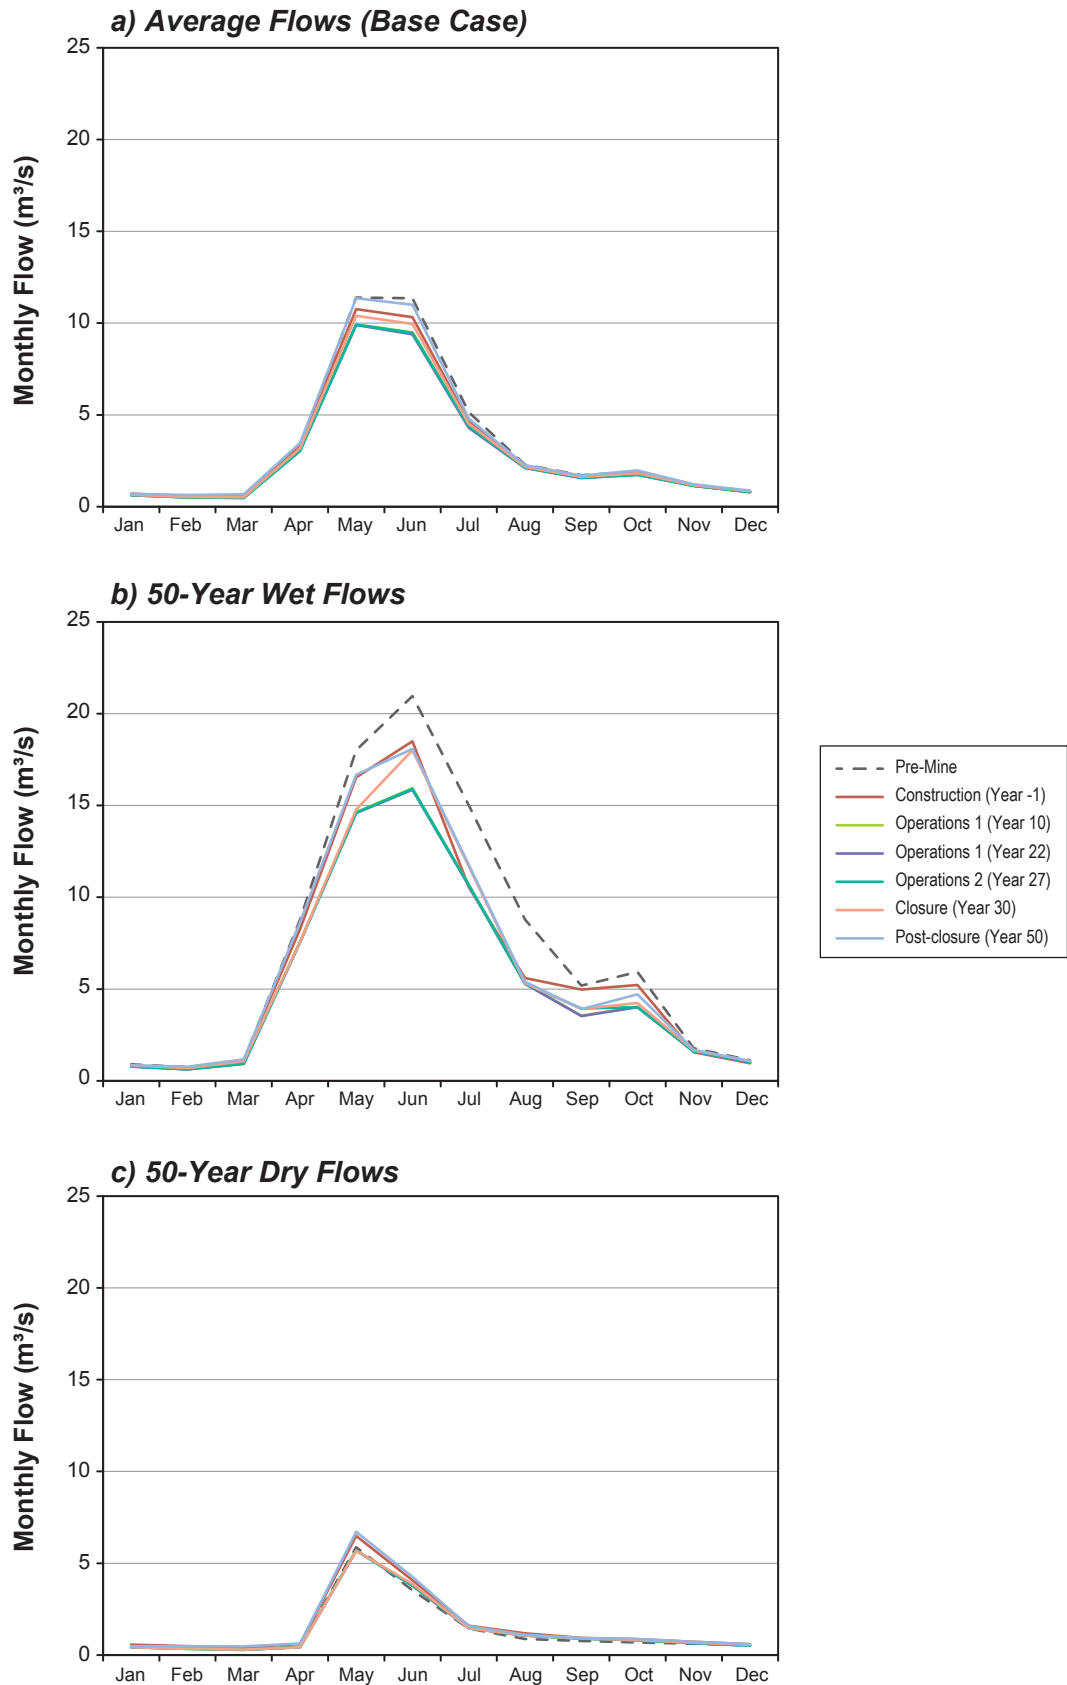 a) Average Flows (Base Case)
25
20
15
10
5
0
Monthly Flow (m³/s)
Jan Feb Mar Apr May Jun Jul Aug Sep Oct Nov Dec
b) 50-Year Wet Flows
25
20
15
10
5
0
Monthly Flow (m³/s)
Jan Feb Mar Apr May Jun Jul Aug Sep Oct Nov Dec
Pre-Mine
Construction (Year -1)
Operations 1 (Year 10)
Operations 1 (Year 22)
Operations 2 (Year 27)
Closure (Year 30)
Post-closure (Year 50)
c) 50-Year Dry Flows
25
20
15
10
5
0
Monthly Flow (m³/s)
Jan Feb Mar Apr May Jun Jul Aug Sep Oct Nov Dec